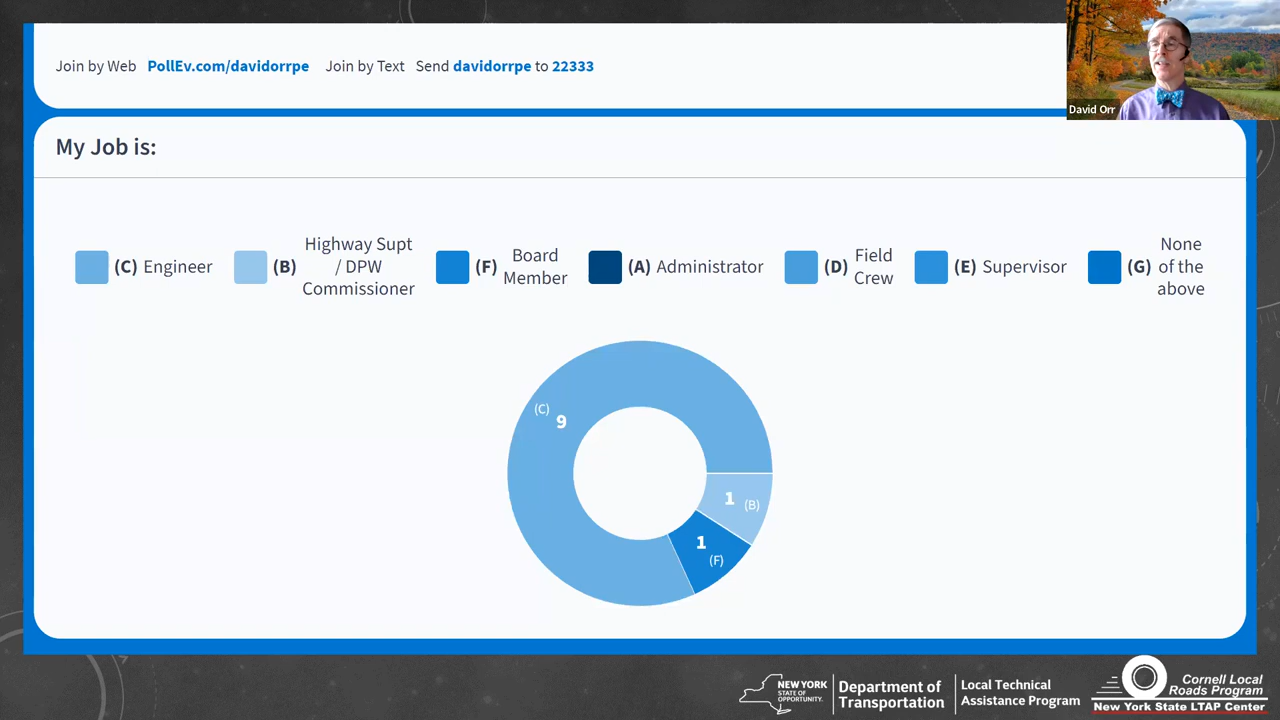 Join by Web PollEv.com/davidorrpe Join by Text Send davidorrpe to 22333
David Orr
My Job is:
(C) Engineer
(B) Highway Supt
/ DPW
Commissioner
(F) Board
Member
(A) Administrator
(D) Field
Crew
(E) Supervisor
(G) None
of the
above
(C) 9
1 (B)
1
(F)
NEW YORK
STATE OF
OPPORTUNITY.
Department of
Transportation
Local Technical
Assistance Program
Cornell Local
Roads Program
New York State LTAP Center